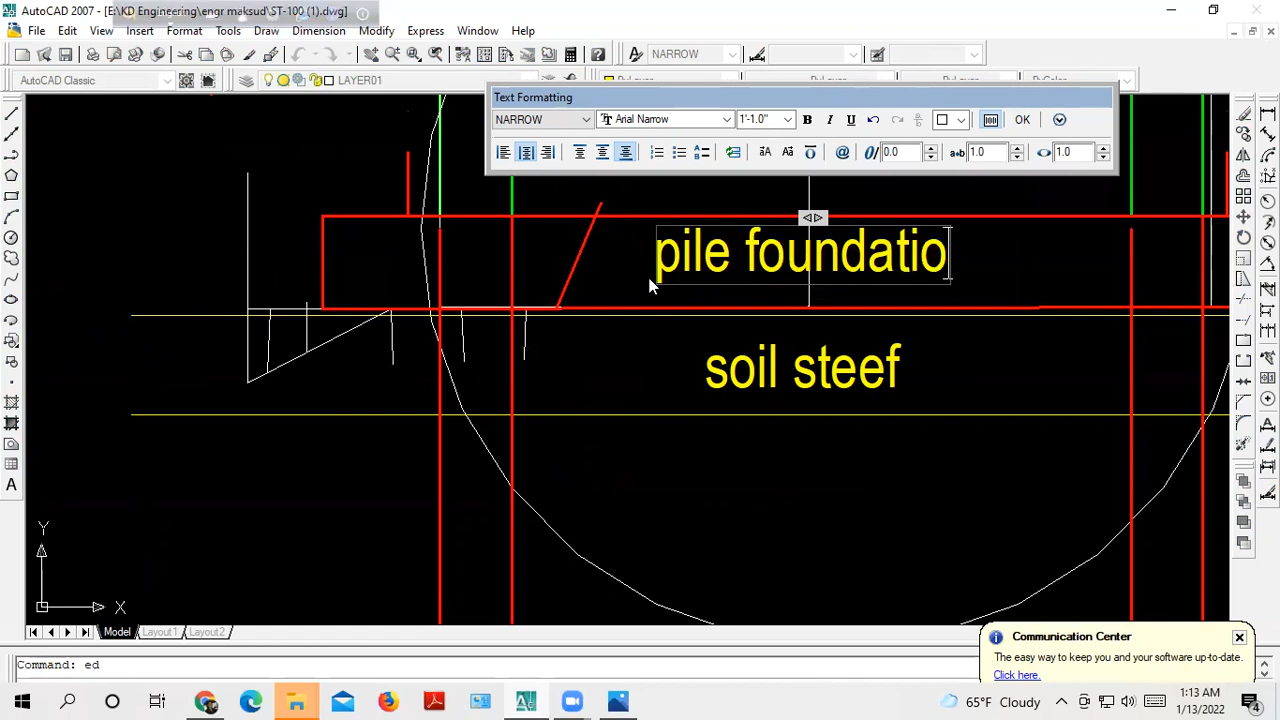 AutoCAD 2007 - [E:\KD Engineering\engr maksud\ST-100 (1).dwg]
File Edit View Insert Format Tools Draw Dimension Modify Express Window Help
NARROW
AutoCAD Classic
LAYER01
Text Formatting
NARROW
Arial Narrow
1'-1.0"
B I U
OK
@
0/ 0.0
a•b 1.0
1.0
pile foundatio
soil steef
Y
X
Model Layout1 Layout2
Command: ed
Communication Center
The easy way to keep you and your software up-to-date.
Click here.
65°F Cloudy
1:13 AM
1/13/2022
4